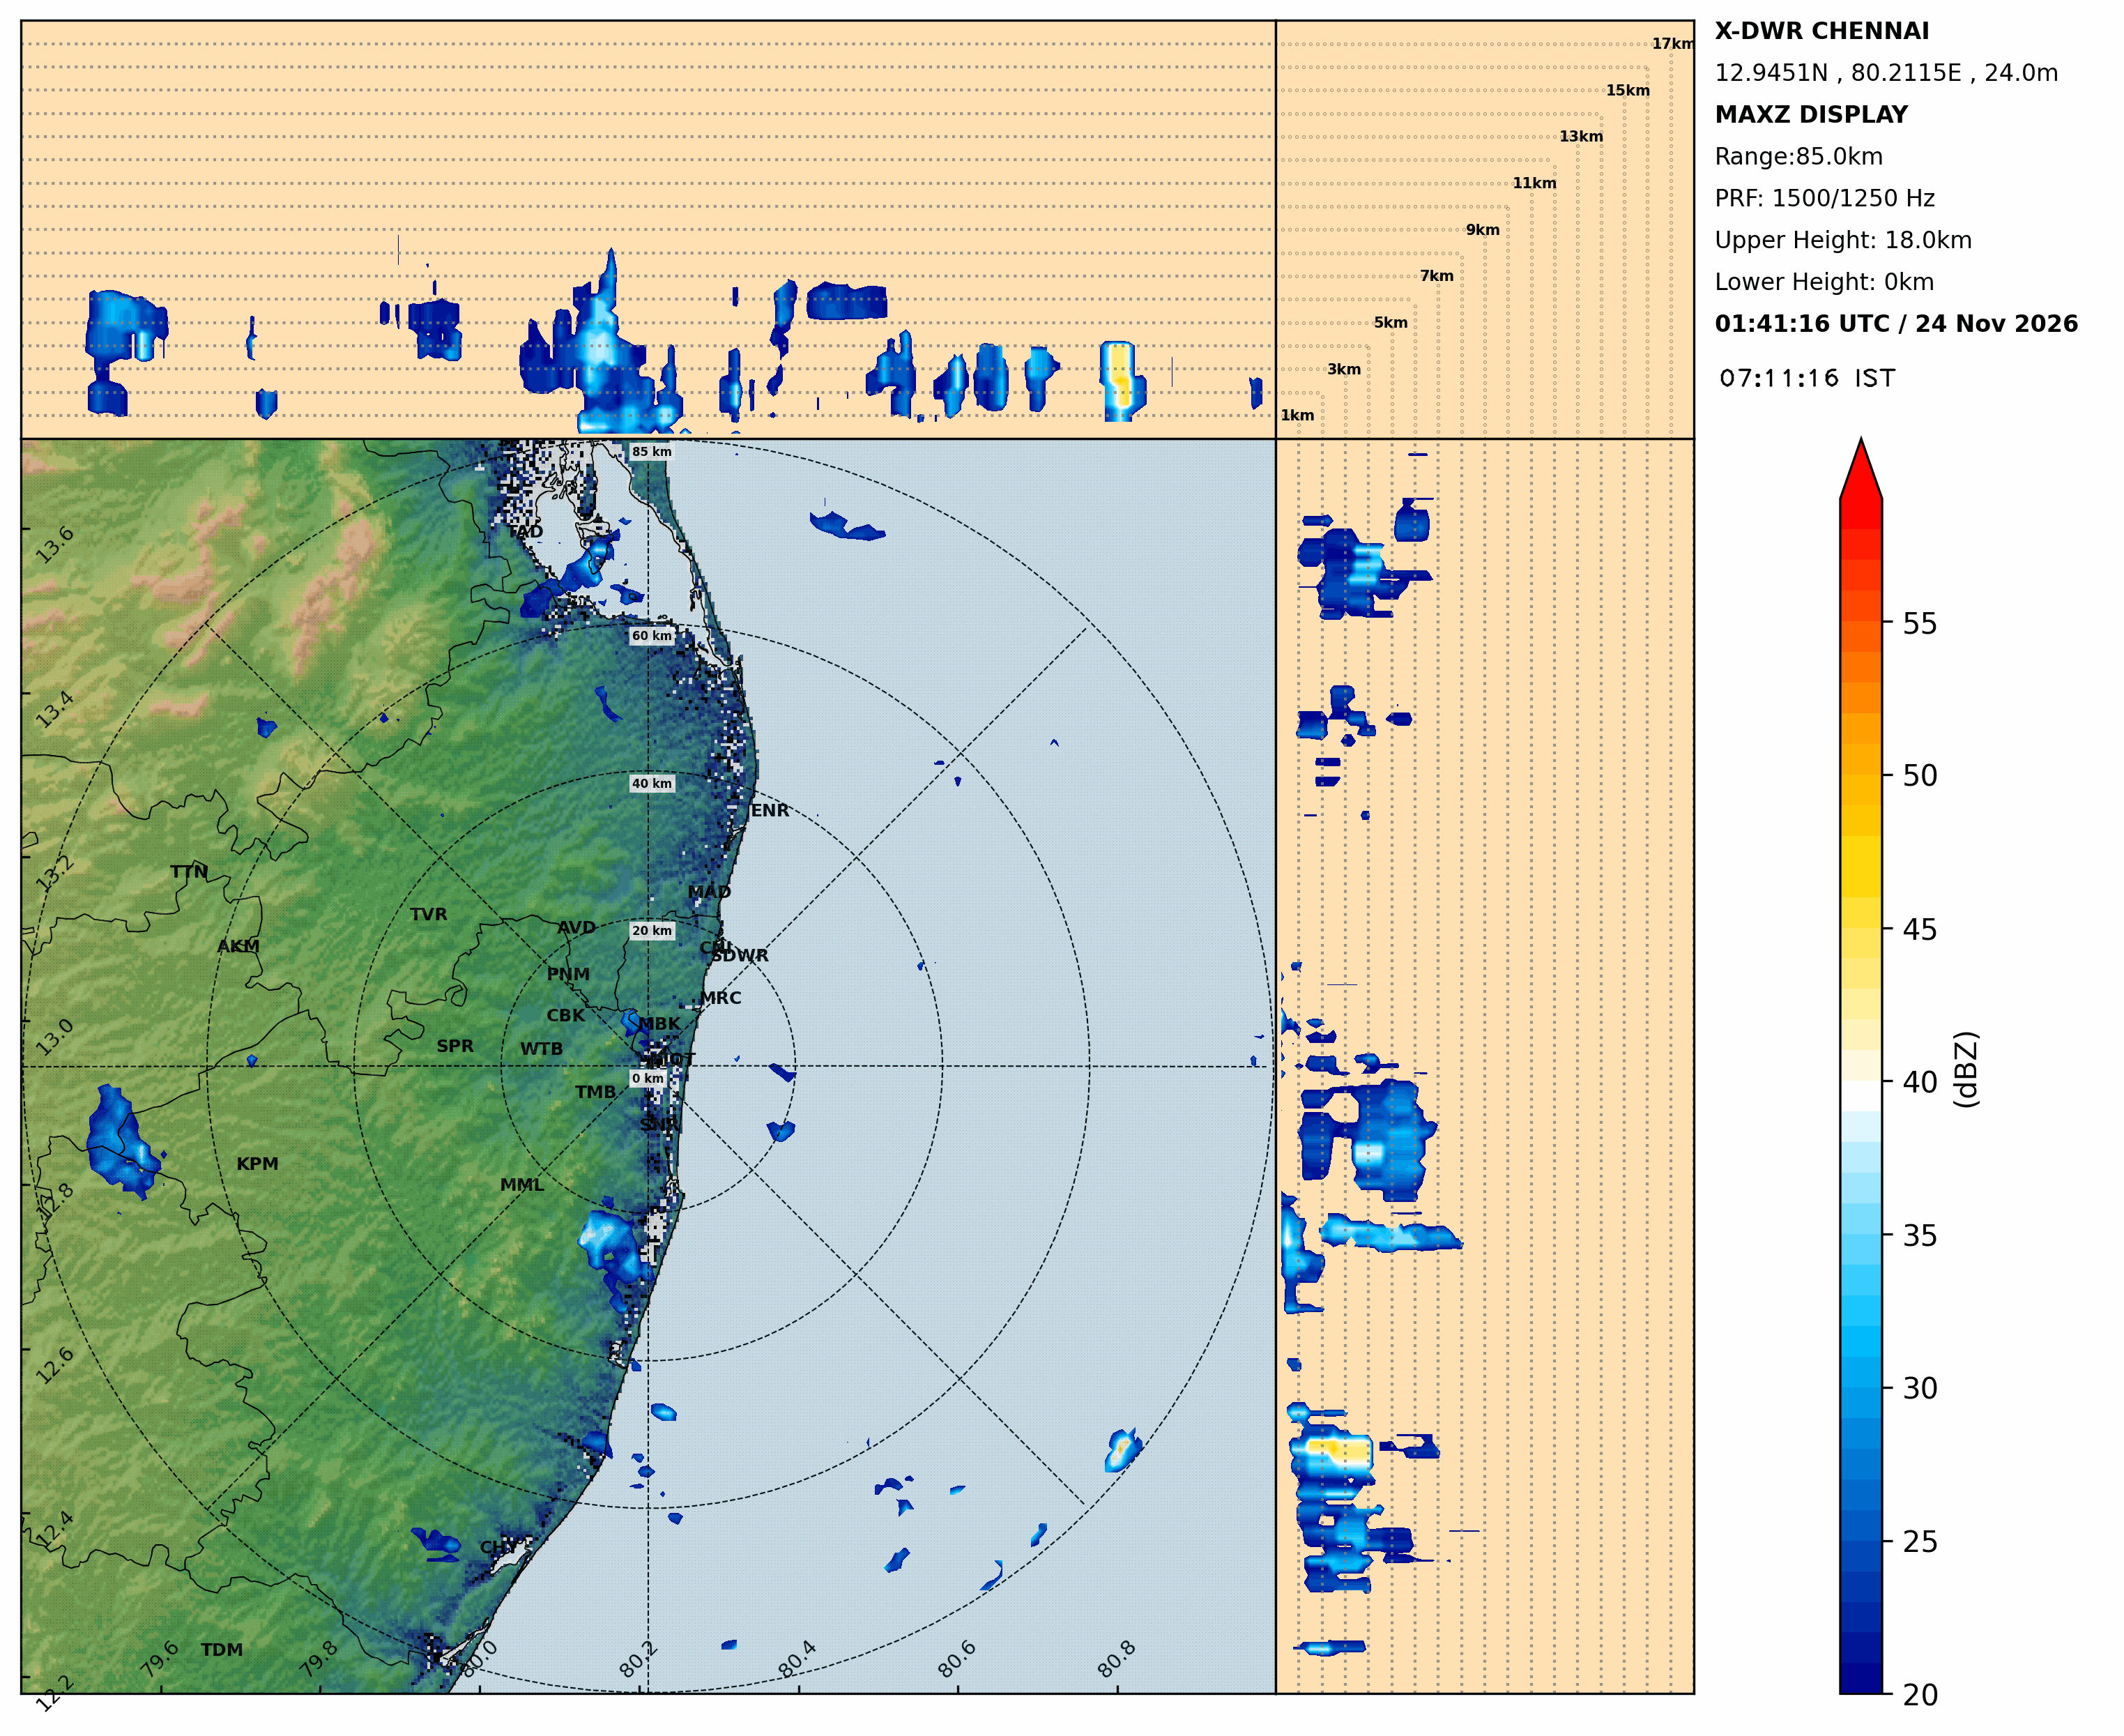 X-DWR CHENNAI
12.9451N , 80.2115E , 24.0m
MAXZ DISPLAY
Range:85.0km
PRF: 1500/1250 Hz
Upper Height: 18.0km
Lower Height: 0km
01:41:16 UTC / 24 Nov 2026
07:11:16 IST
17km
15km
13km
11km
9km
7km
5km
3km
1km
85 km
TAD
13.6
60 km
13.4
40 km
ENR
13.2
TTN
MAD
TVR
AVD
20 km
AKM
SDWR
PNM
MRC
CBK
MBK
13.0
SPR
WTB
0 km
TMB
SNR
KPM
MML
12.8
12.6
12.4
CHY
TDM
12.2
79.6
79.8
80.0
80.2
80.4
80.6
80.8
55
50
45
40
35
30
25
20
(dBZ)